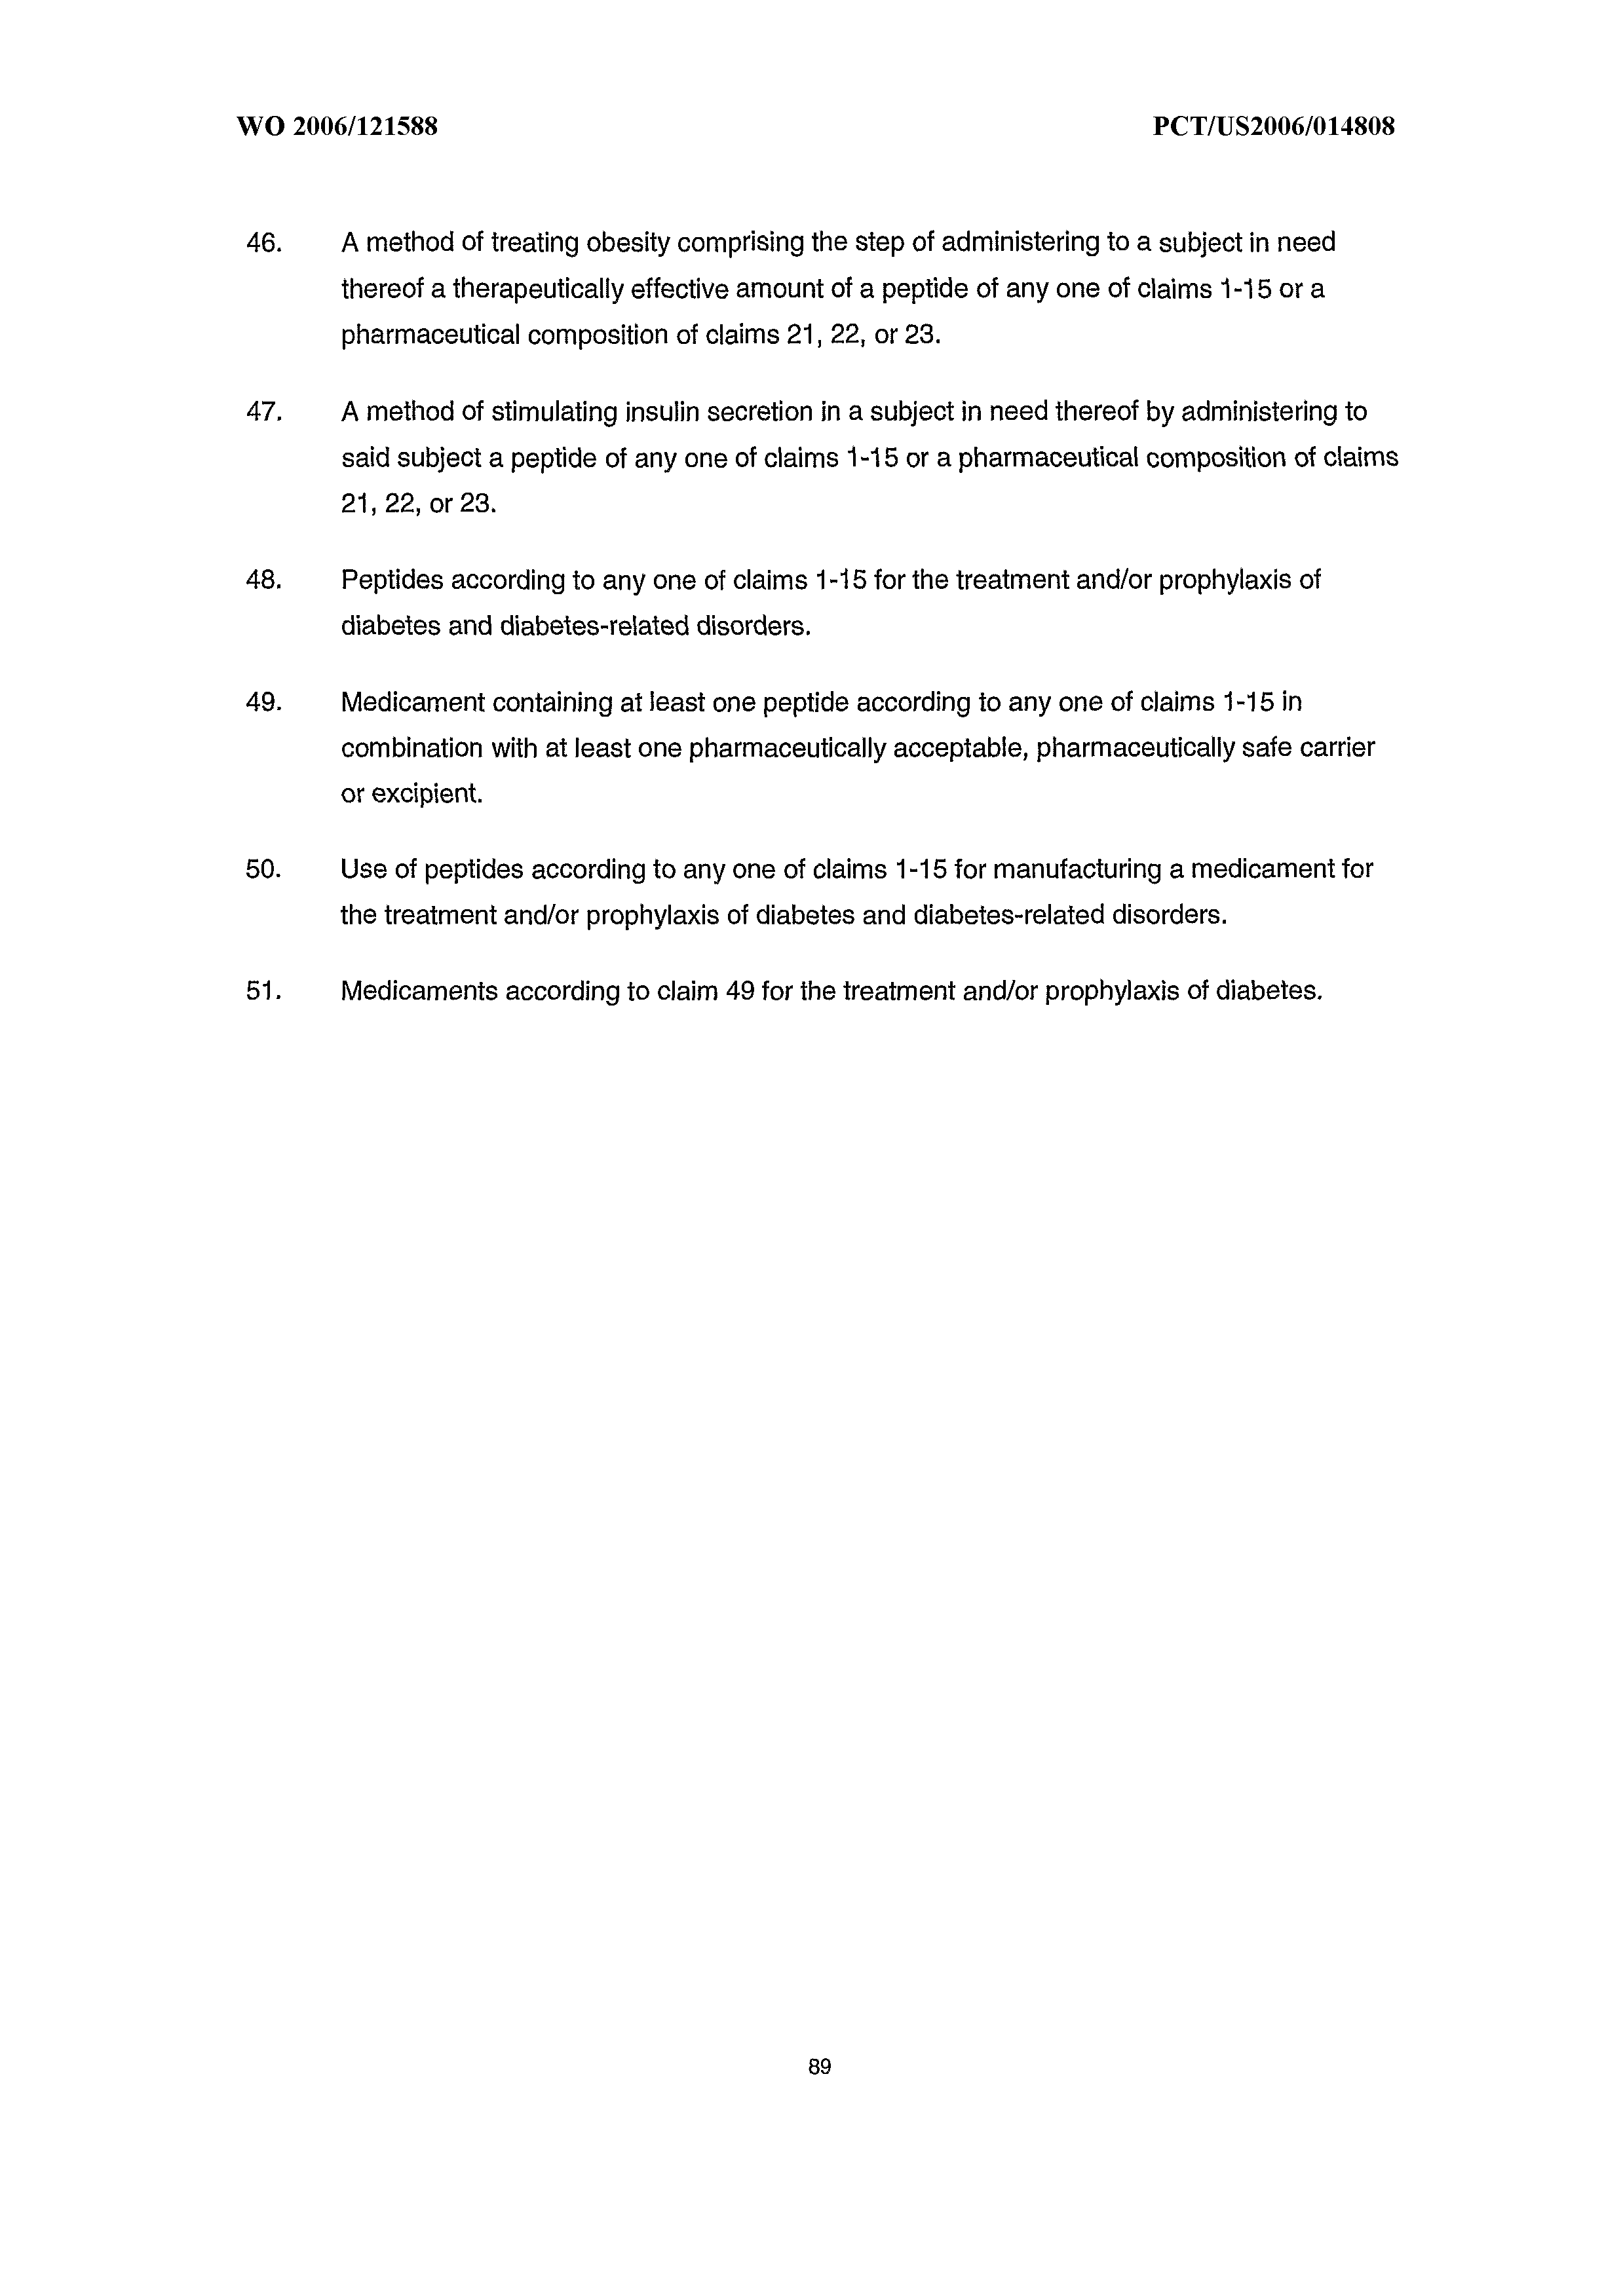 WO 2006/121588 PCT/US2006/014808
46. A method of treating obesity comprising the step of administering to a subject in need
thereof a therapeutically effective amount of a peptide of any one of claims 1-15 or a
pharmaceutical composition of claims 21, 22, or 23.
47. A method of stimulating insulin secretion in a subject in need thereof by administering to
said subject a peptide of any one of claims 1-15 or a pharmaceutical composition of claims
21, 22, or 23.
48. Peptides according to any one of claims 1-15 for the treatment and/or prophylaxis of
diabetes and diabetes-related disorders.
49. Medicament containing at least one peptide according to any one of claims 1-15 in
combination with at least one pharmaceutically acceptable, pharmaceutically safe carrier
or excipient.
50. Use of peptides according to any one of claims 1-15 for manufacturing a medicament for
the treatment and/or prophylaxis of diabetes and diabetes-related disorders.
51. Medicaments according to claim 49 for the treatment and/or prophylaxis of diabetes.
89